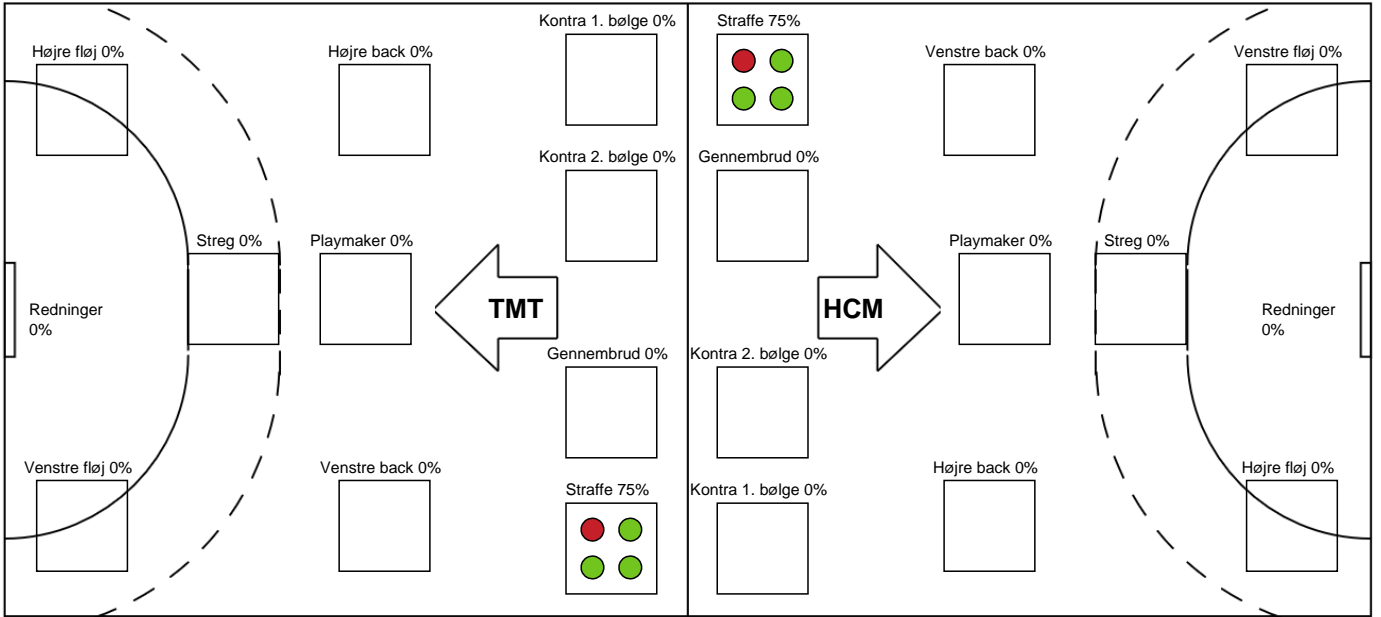 Kontra 1. bølge 0%
Straffe 75%
Højre fløj 0%
Højre back 0%
Venstre back 0%
Venstre fløj 0%
Kontra 2. bølge 0%
Gennembrud 0%
Streg 0%
Playmaker 0%
Playmaker 0%
Streg 0%
Redninger
0%
TMT
HCM
Redninger
0%
Gennembrud 0%
Kontra 2. bølge 0%
Venstre fløj 0%
Venstre back 0%
Højre back 0%
Højre fløj 0%
Straffe 75%
Kontra 1. bølge 0%